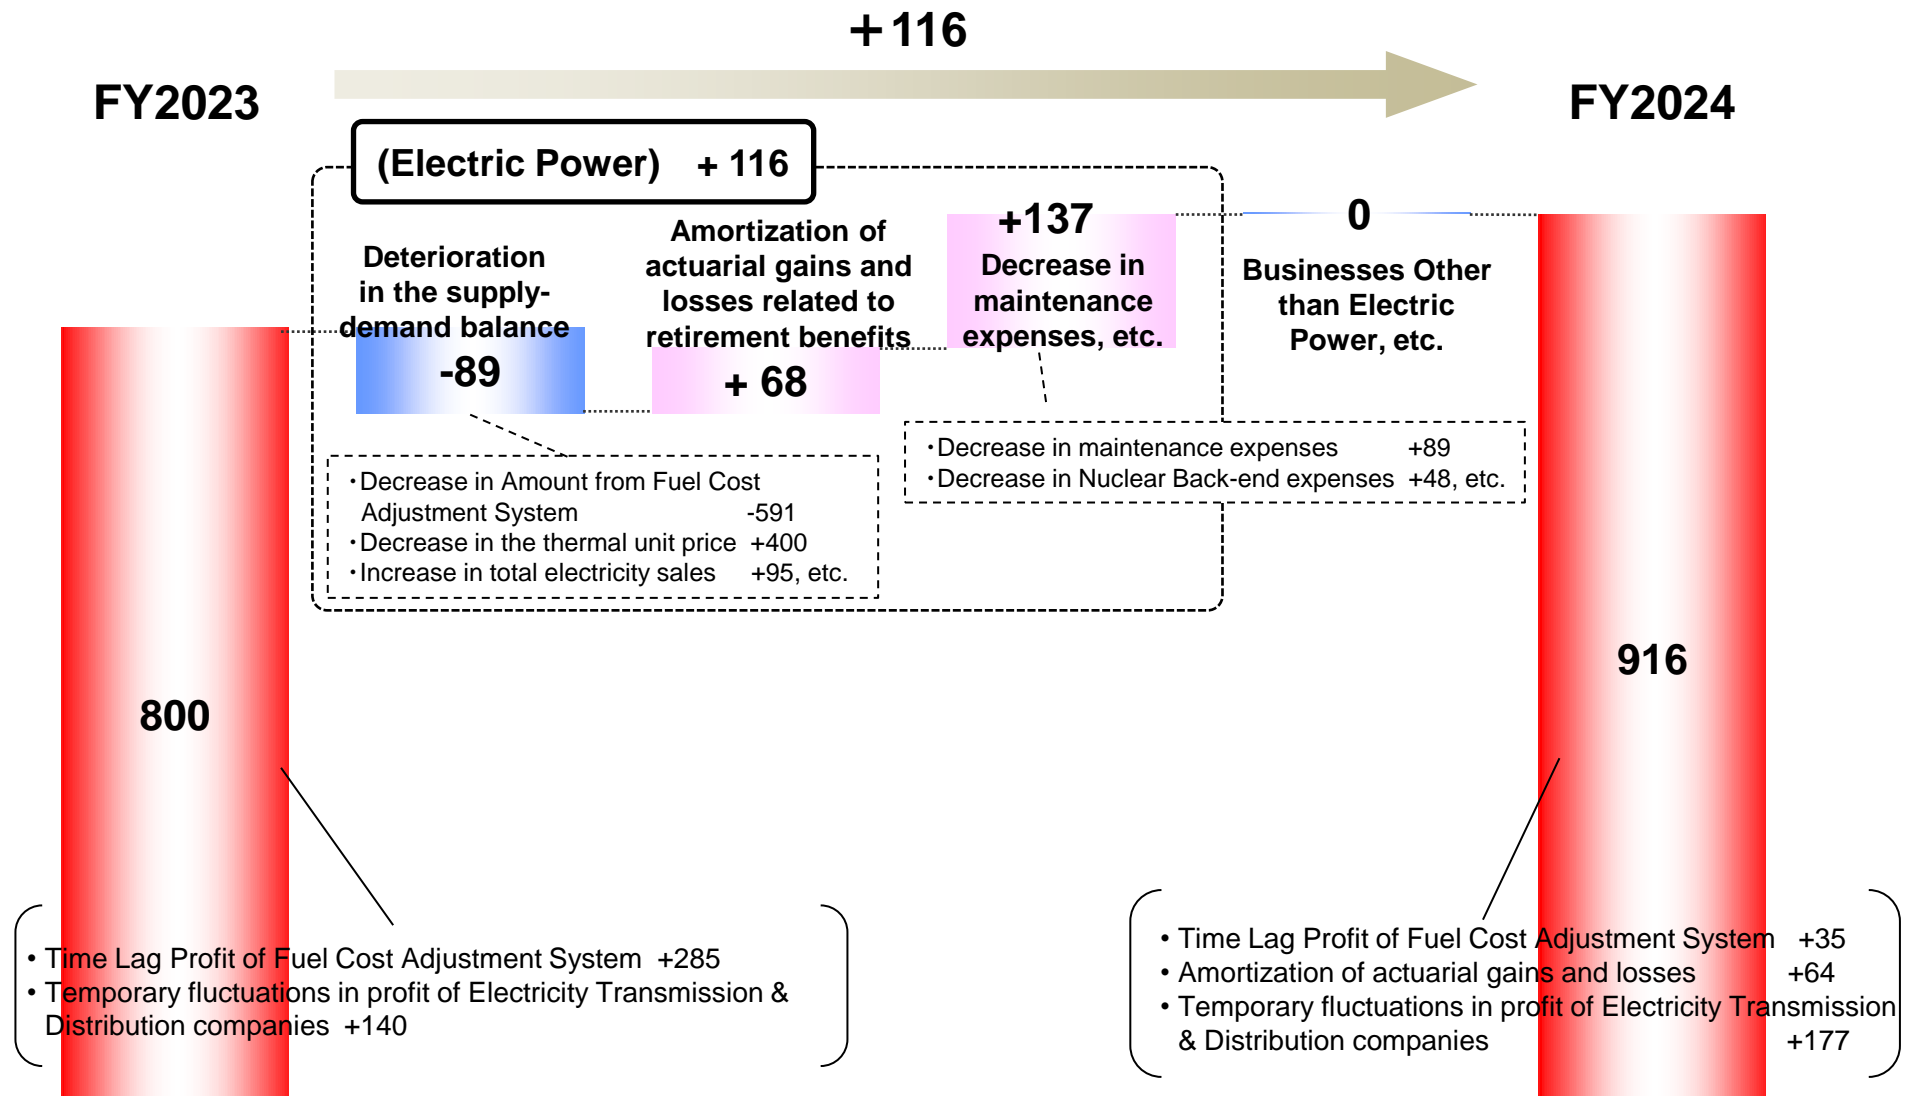 +116
FY2023
FY2024
(Electric Power) + 116
Deterioration
in the supply-
demand balance
-89
Amortization of
actuarial gains and
losses related to
retirement benefits
+ 68
+137
Decrease in
maintenance
expenses, etc.
0
Businesses Other
than Electric
Power, etc.
・Decrease in Amount from Fuel Cost
Adjustment System -591
・Decrease in the thermal unit price +400
・Increase in total electricity sales +95, etc.
・Decrease in maintenance expenses +89
・Decrease in Nuclear Back-end expenses +48, etc.
800
916
• Time Lag Profit of Fuel Cost Adjustment System +285
• Temporary fluctuations in profit of Electricity Transmission &
Distribution companies +140
• Time Lag Profit of Fuel Cost Adjustment System +35
• Amortization of actuarial gains and losses +64
• Temporary fluctuations in profit of Electricity Transmission
& Distribution companies +177